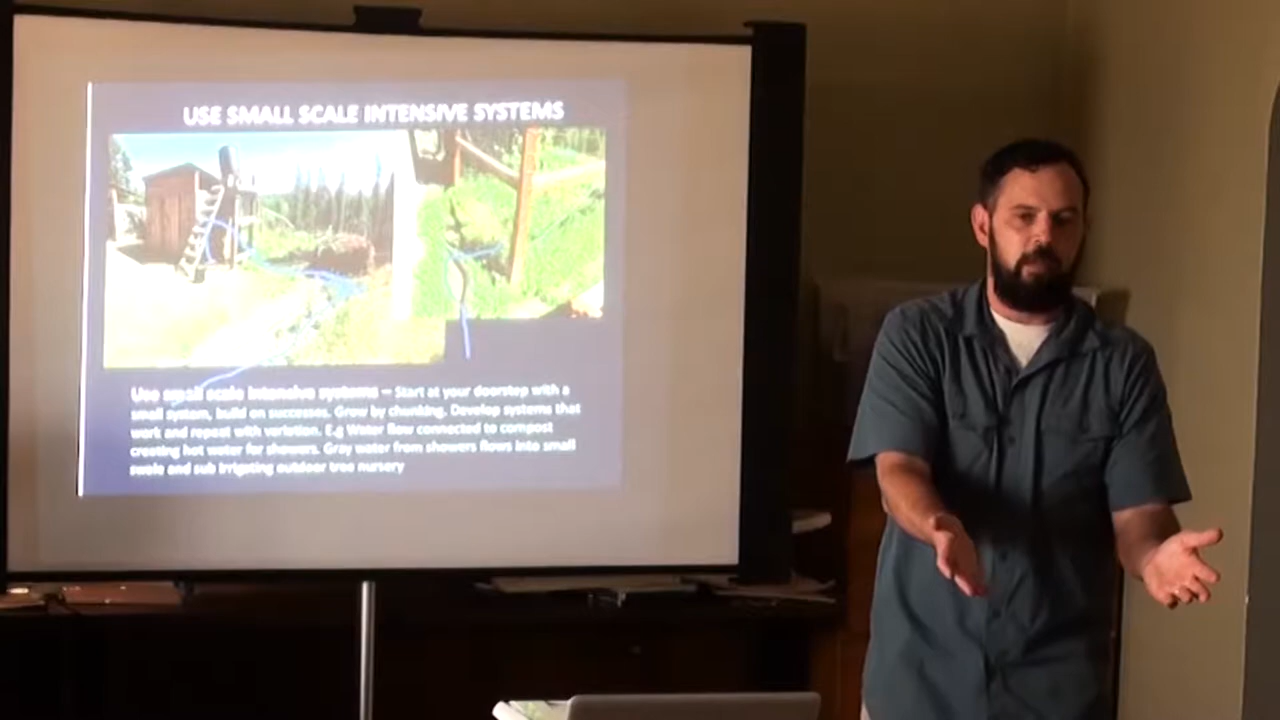 USE SMALL SCALE INTENSIVE SYSTEMS
Use small scale intensive systems – Start at your doorstep with a
small system, build on successes. Grow by chunking. Develop systems that
work and repeat with variation. E.g Water flow connected to compost
creating hot water for showers. Gray water from showers flows into small
swale and sub irrigating outdoor tree nursery